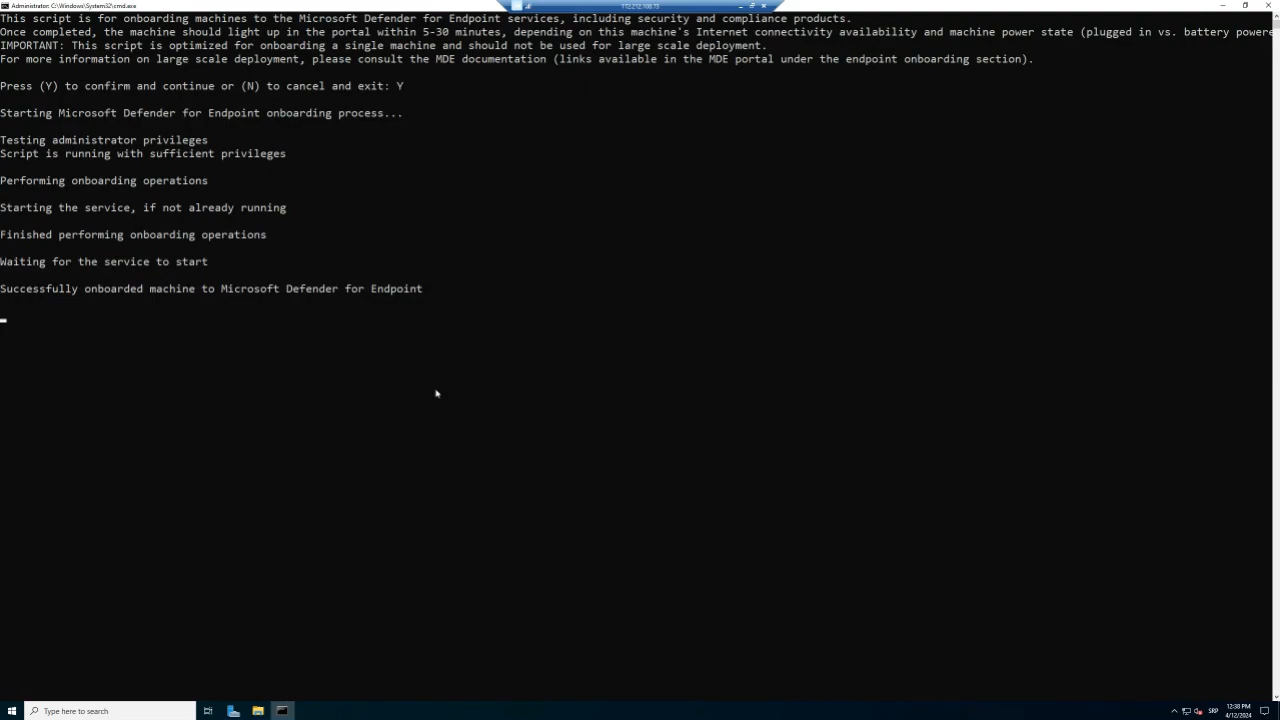 Administrator: C:\Windows\System32\cmd.exe
This script is for onboarding machines to the Microsoft Defender for Endpoint services, including security and compliance products.
Once completed, the machine should light up in the portal within 5-30 minutes, depending on this machine's Internet connectivity availability and machine power state (plugged in vs. battery powere
IMPORTANT: This script is optimized for onboarding a single machine and should not be used for large scale deployment.
For more information on large scale deployment, please consult the MDE documentation (links available in the MDE portal under the endpoint onboarding section).
Press (Y) to confirm and continue or (N) to cancel and exit: Y
Starting Microsoft Defender for Endpoint onboarding process...
Testing administrator privileges
Script is running with sufficient privileges
Performing onboarding operations
Starting the service, if not already running
Finished performing onboarding operations
Waiting for the service to start
Successfully onboarded machine to Microsoft Defender for Endpoint
Type here to search
SRP
12:38 PM
4/12/2024